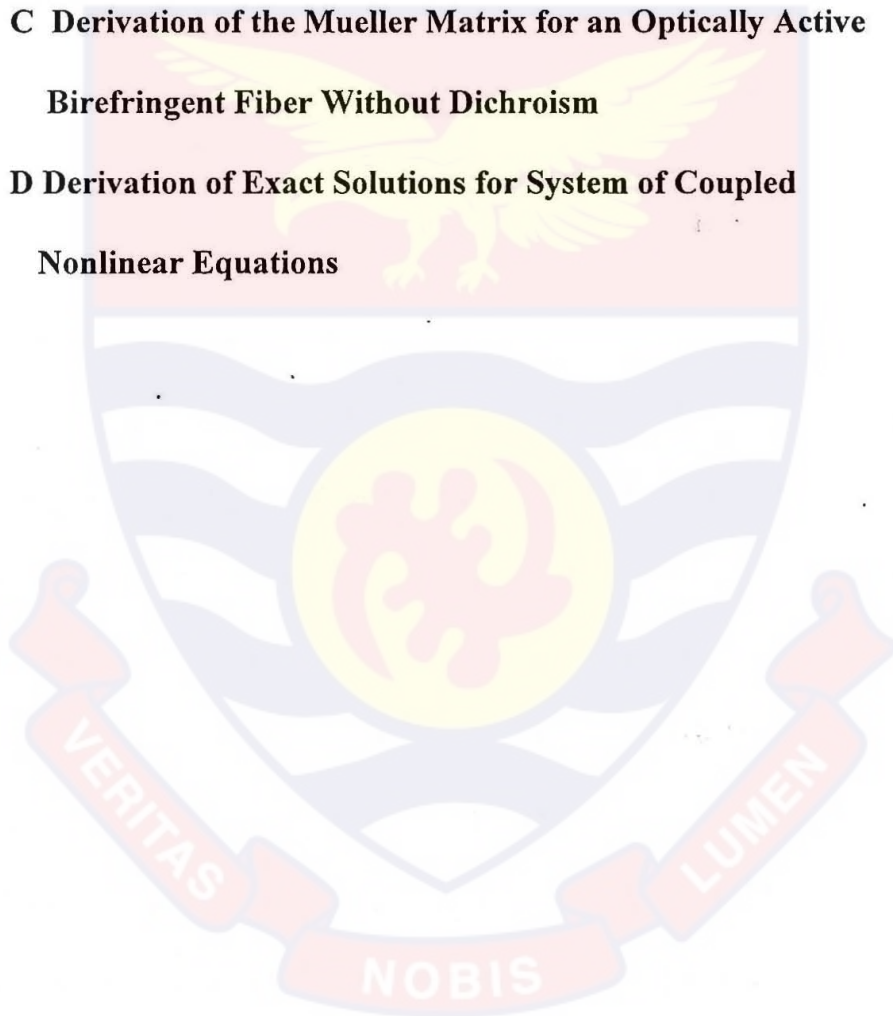 C Derivation of the Mueller Matrix for an Optically Active
Birefringent Fiber Without Dichroism
D Derivation of Exact Solutions for System of Coupled
Nonlinear Equations
VERITAS
NOBIS
LUMEN